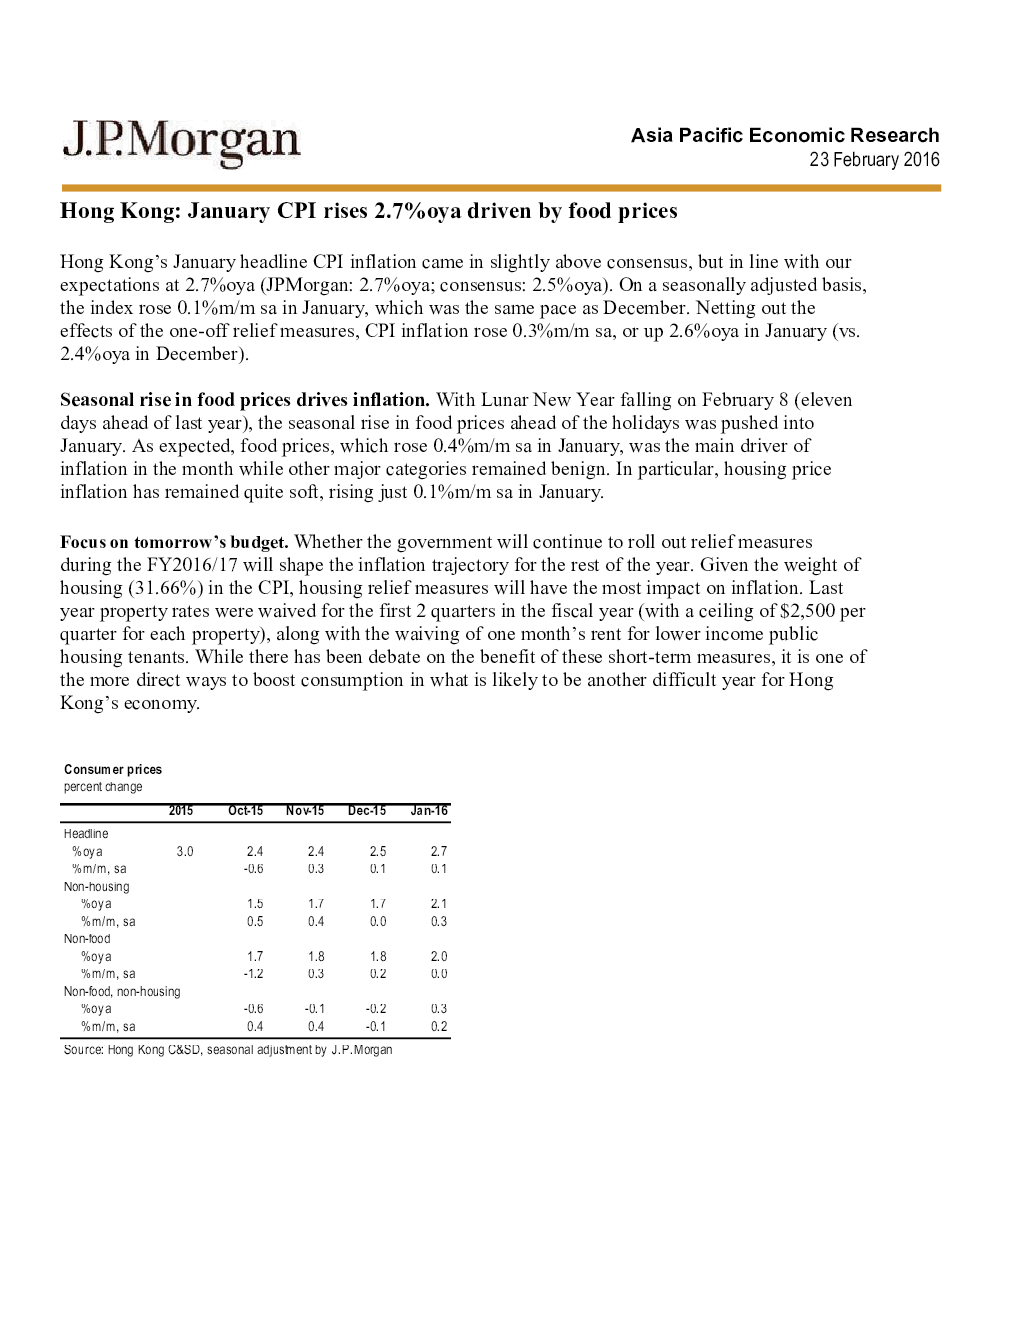 J.P.Morgan
Asia Pacific Economic Research
23 February 2016
Hong Kong: January CPI rises 2.7%oya driven by food prices
Hong Kong’s January headline CPI inflation came in slightly above consensus, but in line with our
expectations at 2.7%oya (JPMorgan: 2.7%oya; consensus: 2.5%oya). On a seasonally adjusted basis,
the index rose 0.1%m/m sa in January, which was the same pace as December. Netting out the
effects of the one-off relief measures, CPI inflation rose 0.3%m/m sa, or up 2.6%oya in January (vs.
2.4%oya in December).
Seasonal rise in food prices drives inflation. With Lunar New Year falling on February 8 (eleven
days ahead of last year), the seasonal rise in food prices ahead of the holidays was pushed into
January. As expected, food prices, which rose 0.4%m/m sa in January, was the main driver of
inflation in the month while other major categories remained benign. In particular, housing price
inflation has remained quite soft, rising just 0.1%m/m sa in January.
Focus on tomorrow’s budget. Whether the government will continue to roll out relief measures
during the FY2016/17 will shape the inflation trajectory for the rest of the year. Given the weight of
housing (31.66%) in the CPI, housing relief measures will have the most impact on inflation. Last
year property rates were waived for the first 2 quarters in the fiscal year (with a ceiling of $2,500 per
quarter for each property), along with the waiving of one month’s rent for lower income public
housing tenants. While there has been debate on the benefit of these short-term measures, it is one of
the more direct ways to boost consumption in what is likely to be another difficult year for Hong
Kong’s economy.
Consumer prices
percent change
2015 Oct-15 Nov-15 Dec-15 Jan-16
Headline
%oya 3.0 2.4 2.4 2.5 2.7
%m/m, sa -0.6 0.3 0.1 0.1
Non-housing
%oya 1.5 1.7 1.7 2.1
%m/m, sa 0.5 0.4 0.0 0.3
Non-food
%oya 1.7 1.8 1.8 2.0
%m/m, sa -1.2 0.3 0.2 0.0
Non-food, non-housing
%oya -0.6 -0.1 -0.2 0.3
%m/m, sa 0.4 0.4 -0.1 0.2
Source: Hong Kong C&SD, seasonal adjustment by J.P.Morgan